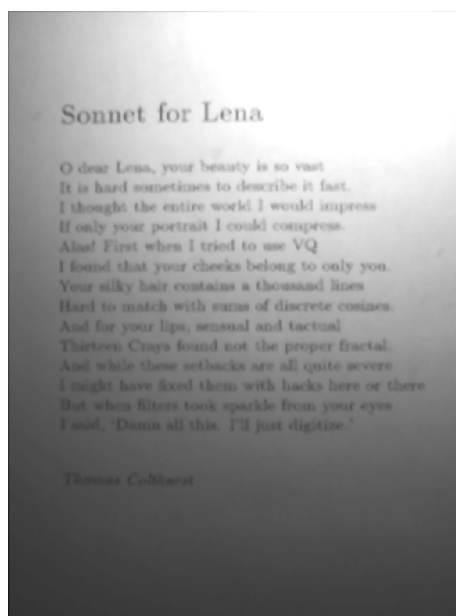 Sonnet for Lena
O dear Lena, your beauty is so vast
It is hard sometimes to describe it fast.
I thought the entire world I would impress
If only your portrait I could compress.
Alas! First when I tried to use VQ
I found that your cheeks belong to only you.
Your silky hair contains a thousand lines
Hard to match with sums of discrete cosines.
And for your lips, sensual and tactual
Thirteen Crays found not the proper fractal.
And while these setbacks are all quite severe
I might have fixed them with hacks here or there
But when filters took sparkle from your eyes
I said, 'Damn all this. I'll just digitize.'
Thomas Colthurst